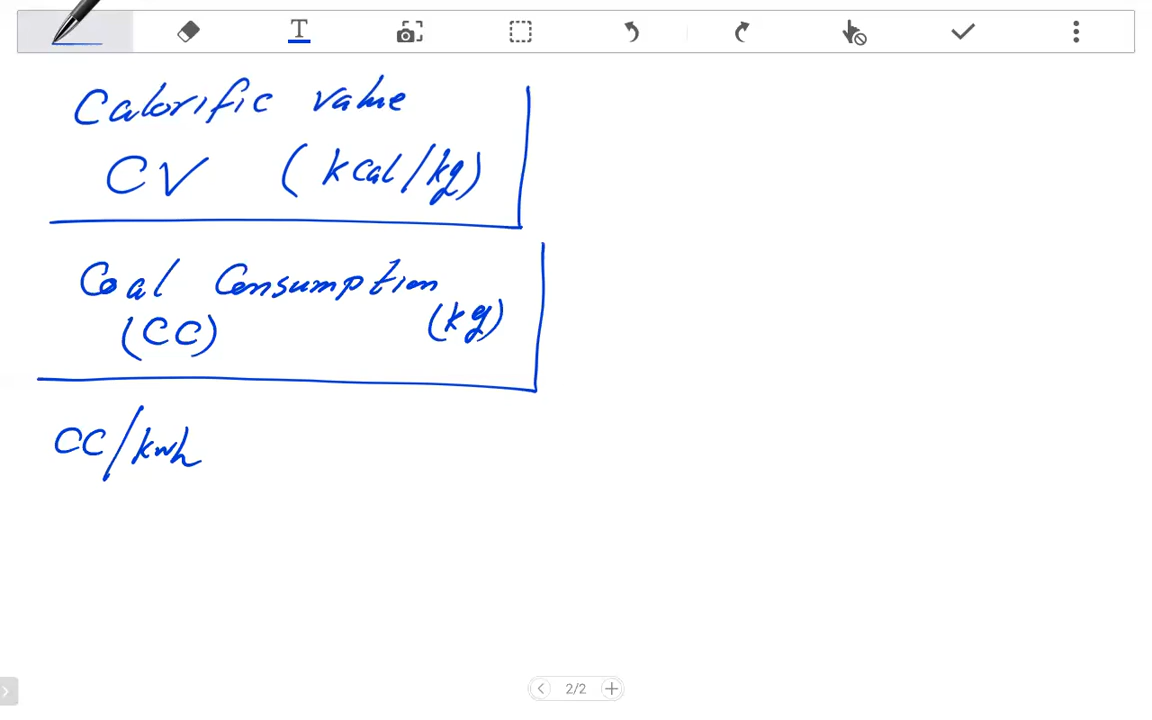 T
Calorific value
CV (kcal/kg)
Coal Consumption
(CC) (kg)
CC/kwh
2/2